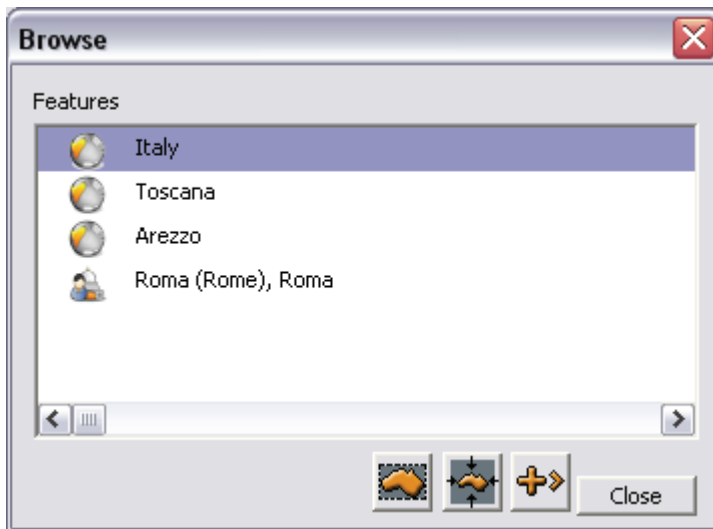 Browse
Features
Italy
Toscana
Arezzo
Roma (Rome), Roma
Close